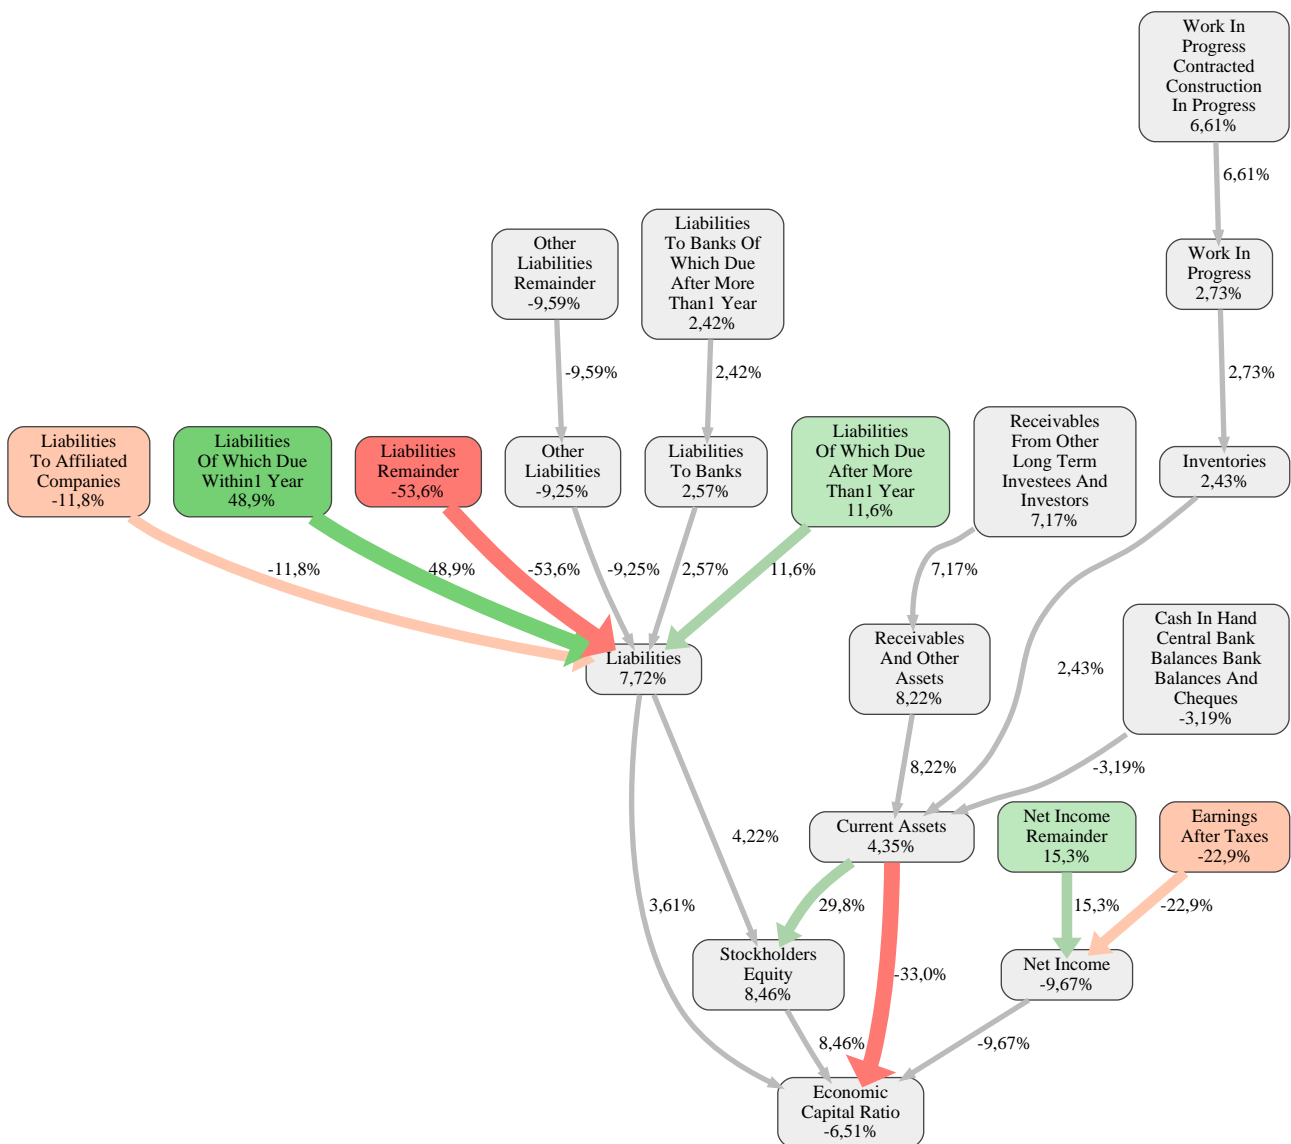 Work In
Progress
Contracted
Construction
In Progress
6,61%
6,61%
Liabilities
To Banks Of
Which Due
After More
Than1 Year
2,42%
Other
Liabilities
Remainder
-9,59%
Work In
Progress
2,73%
-9,59%
2,42%
2,73%
Liabilities
To Affiliated
Companies
-11,8%
Liabilities
Of Which Due
Within1 Year
48,9%
Liabilities
Remainder
-53,6%
Other
Liabilities
-9,25%
Liabilities
To Banks
2,57%
Liabilities
Of Which Due
After More
Than1 Year
11,6%
Receivables
From Other
Long Term
Investees And
Investors
7,17%
Inventories
2,43%
-11,8%
48,9%
-53,6%
-9,25%
2,57%
11,6%
7,17%
Liabilities
7,72%
Receivables
And Other
Assets
8,22%
2,43%
Cash In Hand
Central Bank
Balances Bank
Balances And
Cheques
-3,19%
8,22%
-3,19%
4,22%
Current Assets
4,35%
Net Income
Remainder
15,3%
Earnings
After Taxes
-22,9%
3,61%
29,8%
15,3%
-22,9%
Stockholders
Equity
8,46%
-33,0%
Net Income
-9,67%
8,46%
-9,67%
Economic
Capital Ratio
-6,51%